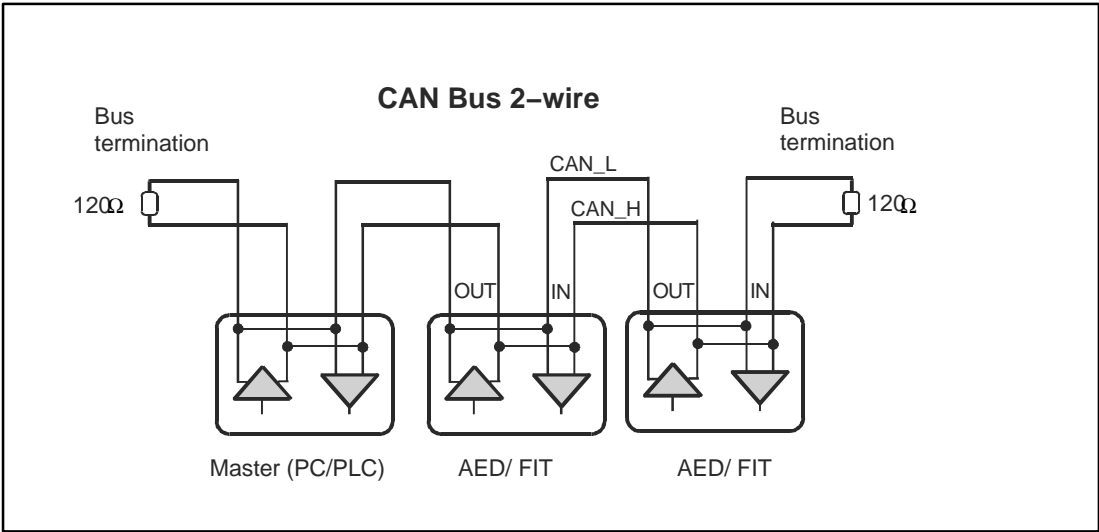 CAN Bus 2–wire
Bus
termination
Bus
termination
CAN_L
120Ω
CAN_H
120Ω
OUT
IN
OUT
IN
Master (PC/PLC)
AED/ FIT
AED/ FIT